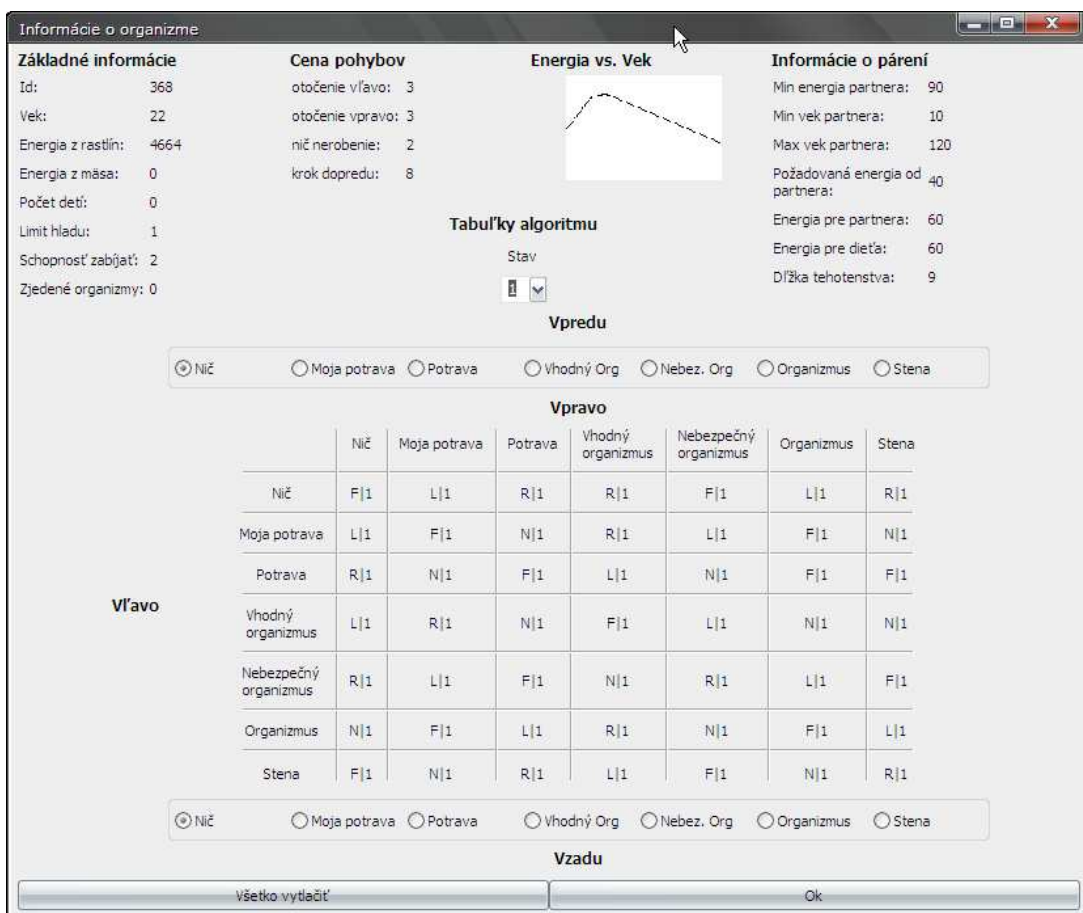 Informácie o organizme
Základné informácie
Id: 368
Vek: 22
Energia z rastlín: 4664
Energia z mäsa: 0
Počet detí: 0
Limit hladu: 1
Schopnosť zabíjať: 2
Zjedené organizmy: 0
Cena pohybov
otočenie vľavo: 3
otočenie vpravo: 3
nič nerobenie: 2
krok dopredu: 8
Energia vs. Vek
Informácie o párení
Min energia partnera: 90
Min vek partnera: 10
Max vek partnera: 120
Požadovaná energia od
partnera: 40
Energia pre partnera: 60
Energia pre dieťa: 60
Dĺžka tehotenstva: 9
Tabuľky algoritmu
Stav
1
Vpredu
Nič Moja potrava Potrava Vhodný Org Nebez. Org Organizmus Stena
Vpravo
Nič Moja potrava Potrava Vhodný organizmus Nebezpečný organizmus Organizmus Stena
Vľavo
Nič F|1 L|1 R|1 R|1 F|1 L|1 R|1
Moja potrava L|1 F|1 N|1 R|1 L|1 F|1 N|1
Potrava R|1 N|1 F|1 L|1 N|1 F|1 F|1
Vhodný organizmus L|1 R|1 N|1 F|1 L|1 N|1 N|1
Nebezpečný organizmus R|1 L|1 F|1 N|1 R|1 L|1 F|1
Organizmus N|1 F|1 L|1 R|1 N|1 F|1 L|1
Stena F|1 N|1 R|1 L|1 F|1 N|1 R|1
Nič Moja potrava Potrava Vhodný Org Nebez. Org Organizmus Stena
Vzadu
Všetko vytlačiť Ok